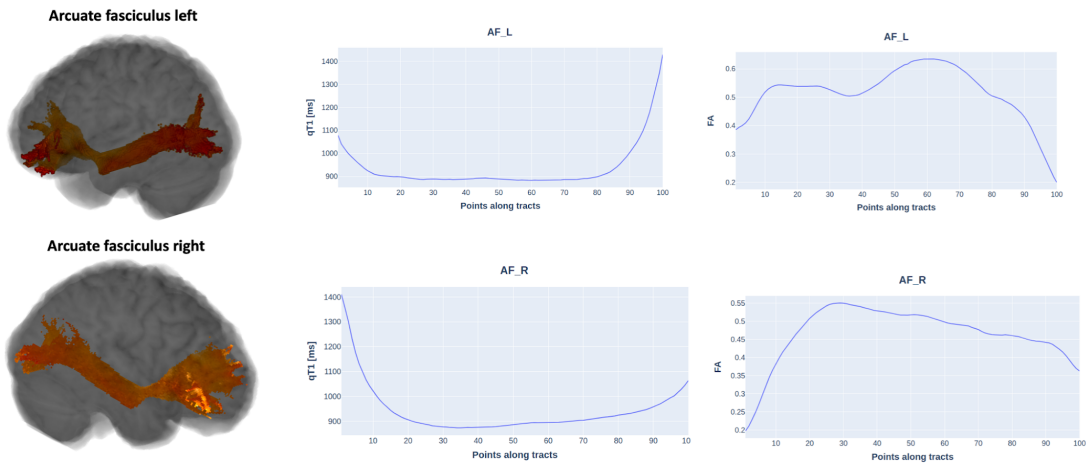 Arcuate fasciculus left
AF_L
qT1 [ms]
1400
1300
1200
1100
1000
900
10 20 30 40 50 60 70 80 90 100
Points along tracts
AF_L
FA
0.6
0.5
0.4
0.3
0.2
10 20 30 40 50 60 70 80 90 100
Points along tracts
Arcuate fasciculus right
AF_R
qT1 [ms]
1400
1300
1200
1100
1000
900
10 20 30 40 50 60 70 80 90 10
Points along tracts
AF_R
FA
0.55
0.5
0.45
0.4
0.35
0.3
0.25
0.2
10 20 30 40 50 60 70 80 90 100
Points along tracts